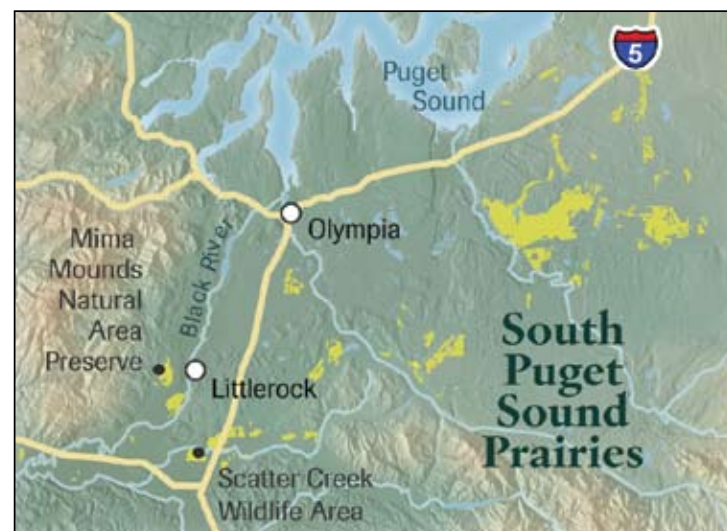 5
Puget
Sound
Olympia
Mima
Mounds
Natural
Area
Preserve
Black River
Littlerock
South
Puget
Sound
Prairies
Scatter Creek
Wildlife Area